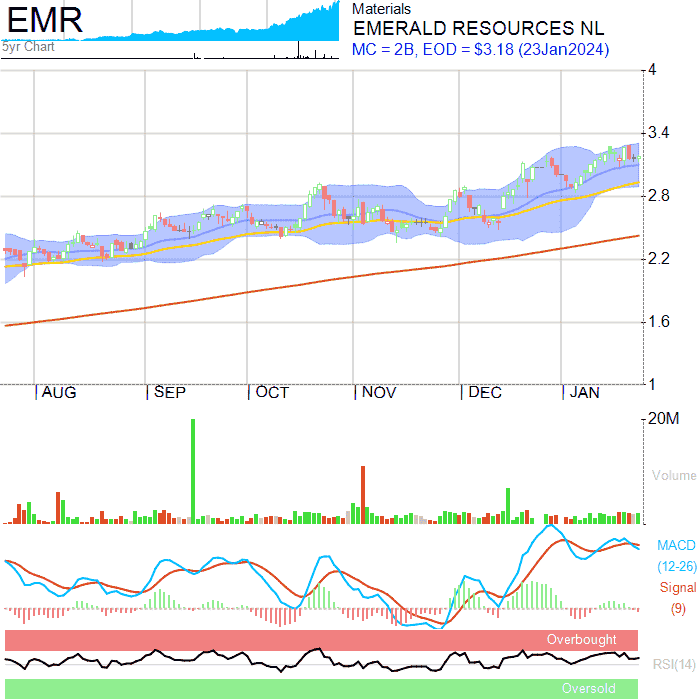 EMR
5yr Chart
Materials
EMERALD RESOURCES NL
MC = 2B, EOD = $3.18 (23Jan2024)
4
3.4
2.8
2.2
1.6
1
AUG SEP OCT NOV DEC JAN
20M
Volume
MACD
(12-26)
Signal
(9)
Overbought
RSI(14)
Oversold